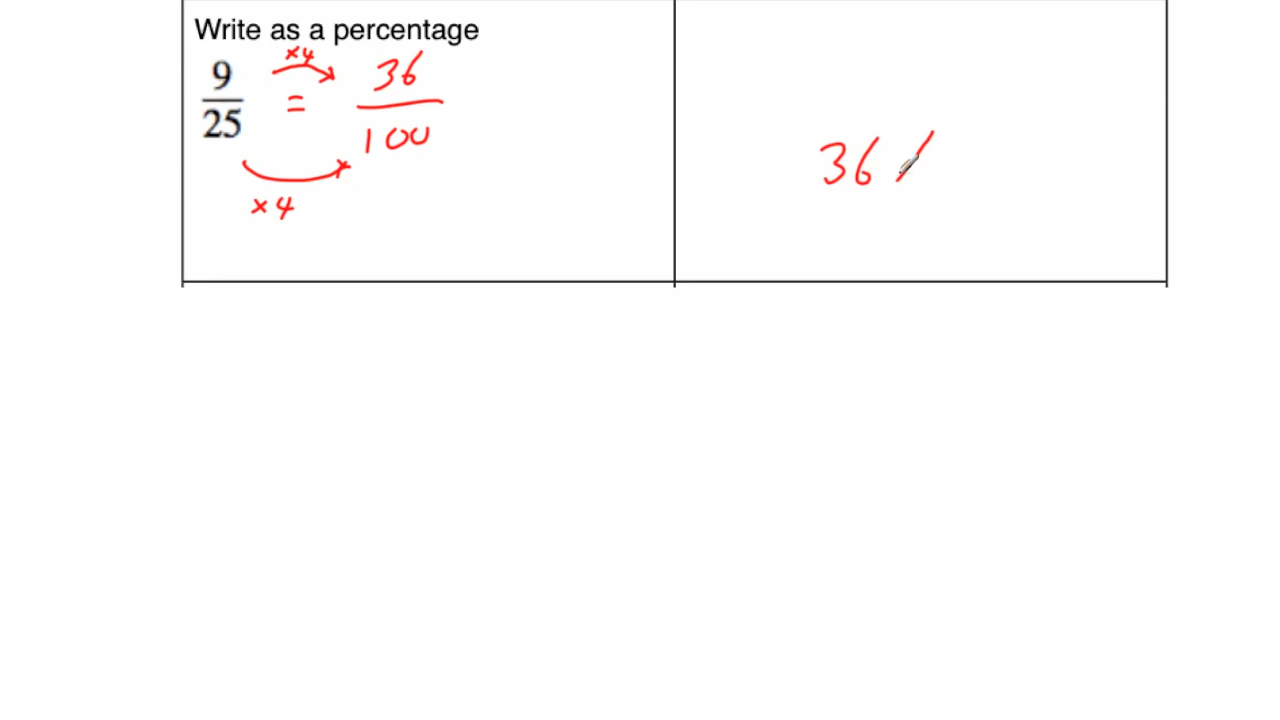 Write as a percentage
×4
9/25 = 36/100
×4
36 /